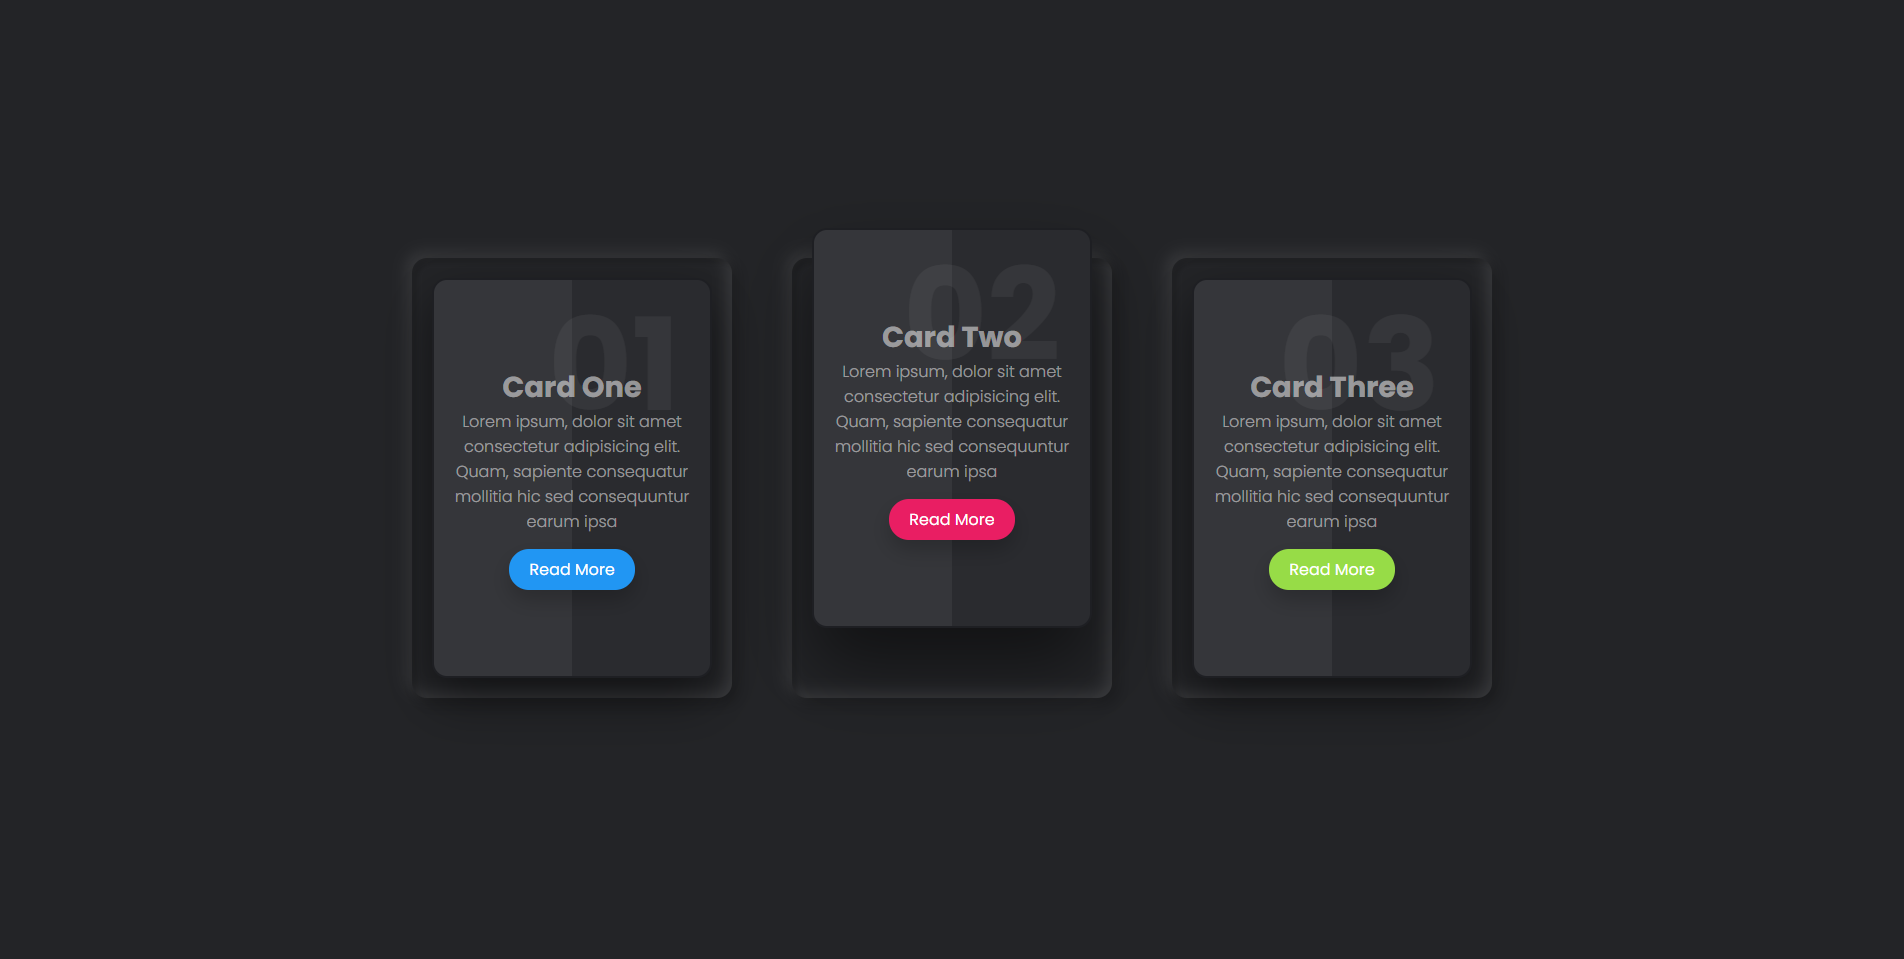 01
Card One
Lorem ipsum, dolor sit amet
consectetur adipisicing elit.
Quam, sapiente consequatur
mollitia hic sed consequuntur
earum ipsa
Read More
02
Card Two
Lorem ipsum, dolor sit amet
consectetur adipisicing elit.
Quam, sapiente consequatur
mollitia hic sed consequuntur
earum ipsa
Read More
03
Card Three
Lorem ipsum, dolor sit amet
consectetur adipisicing elit.
Quam, sapiente consequatur
mollitia hic sed consequuntur
earum ipsa
Read More